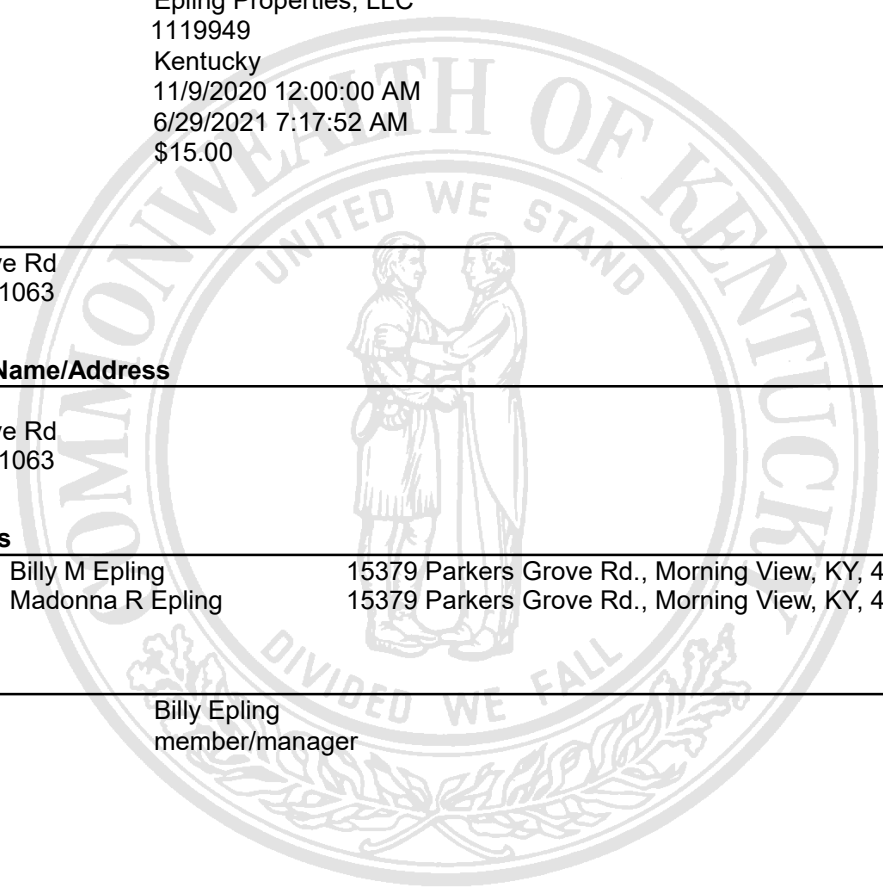 Epling Properties, LLC
1119949
Kentucky
11/9/2020 12:00:00 AM
6/29/2021 7:17:52 AM
$15.00
COMMONWEALTH OF KENTUCKY
UNITED WE STAND
ve Rd
1063
Name/Address
ve Rd
1063
s
Billy M Epling 15379 Parkers Grove Rd., Morning View, KY, 4
Madonna R Epling 15379 Parkers Grove Rd., Morning View, KY, 4
DIVIDED WE FALL
Billy Epling
member/manager